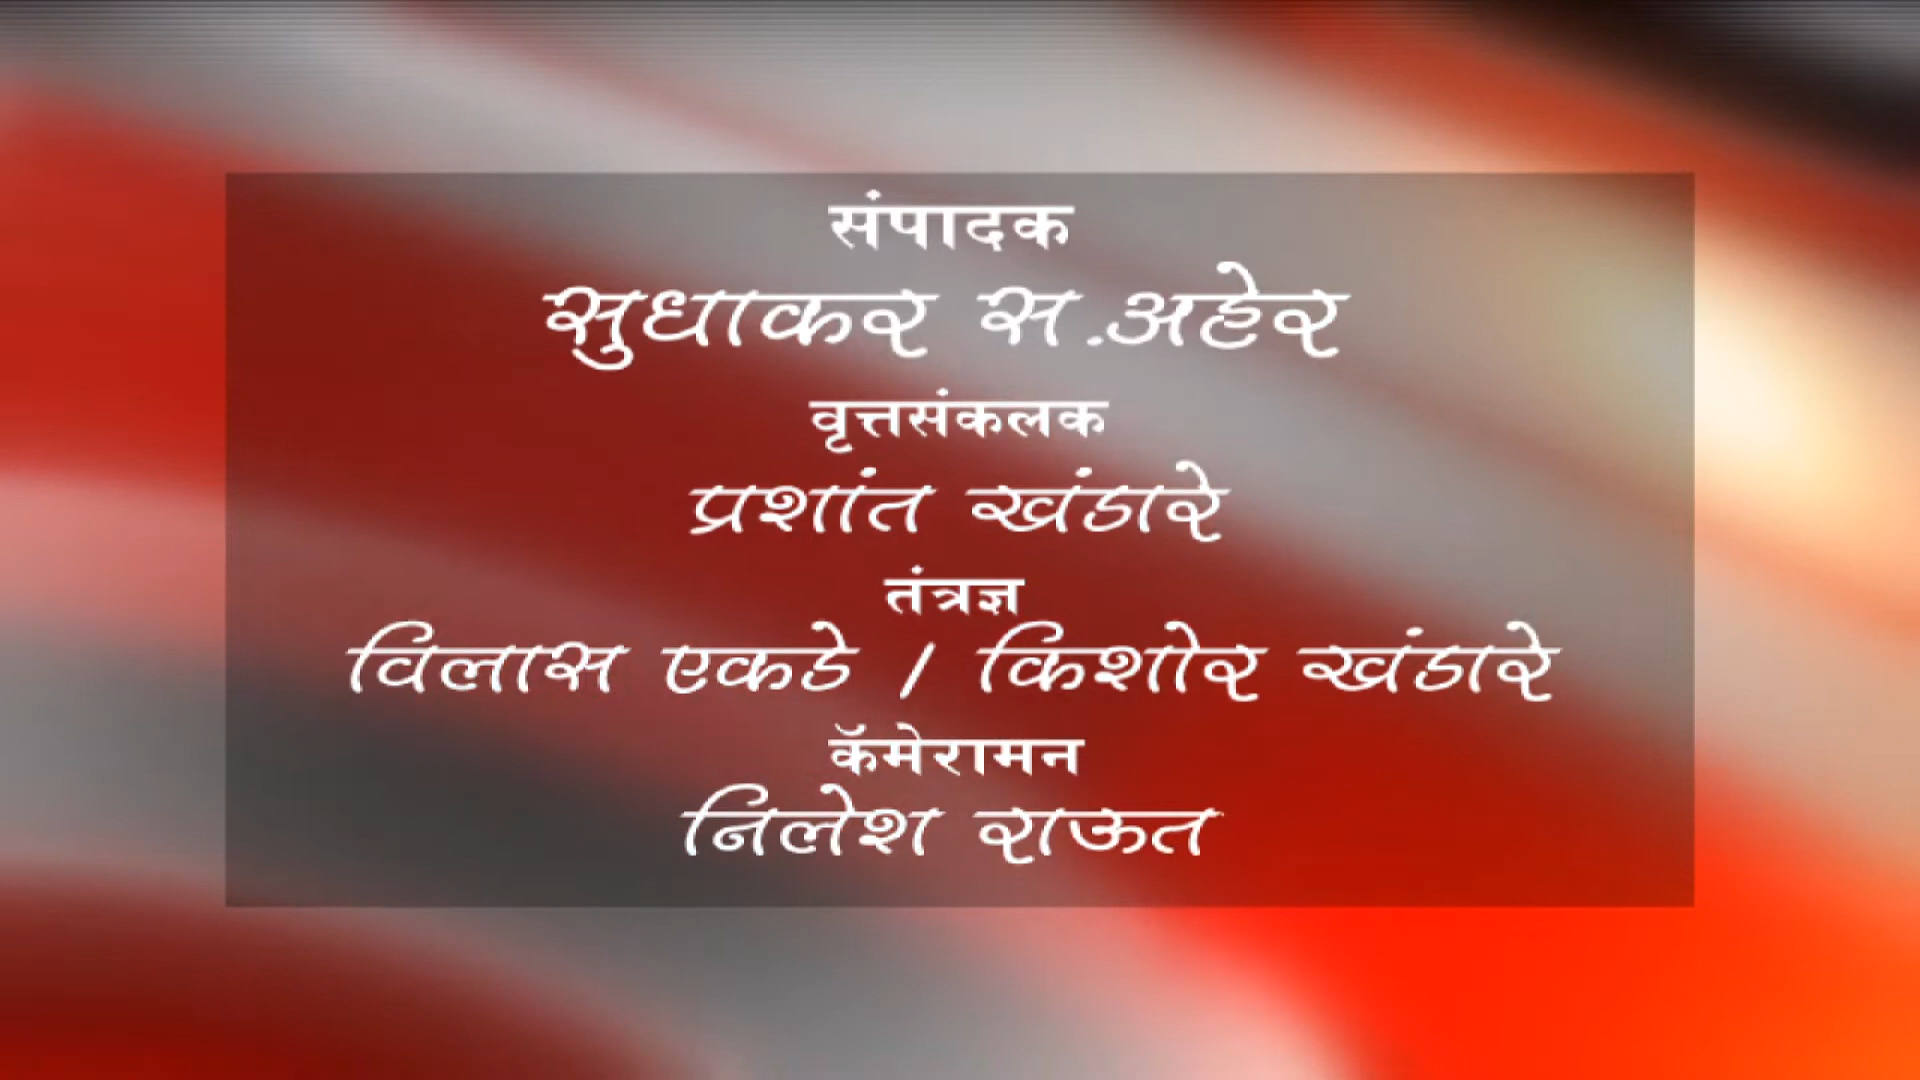 संपादक
सुधाकर स.अहेर
वृत्तसंकलक
प्रशांत खंडारे
तंत्रज्ञ
विलास एकडे / किशोर खंडारे
कॅमेरामन
निलेश राऊत